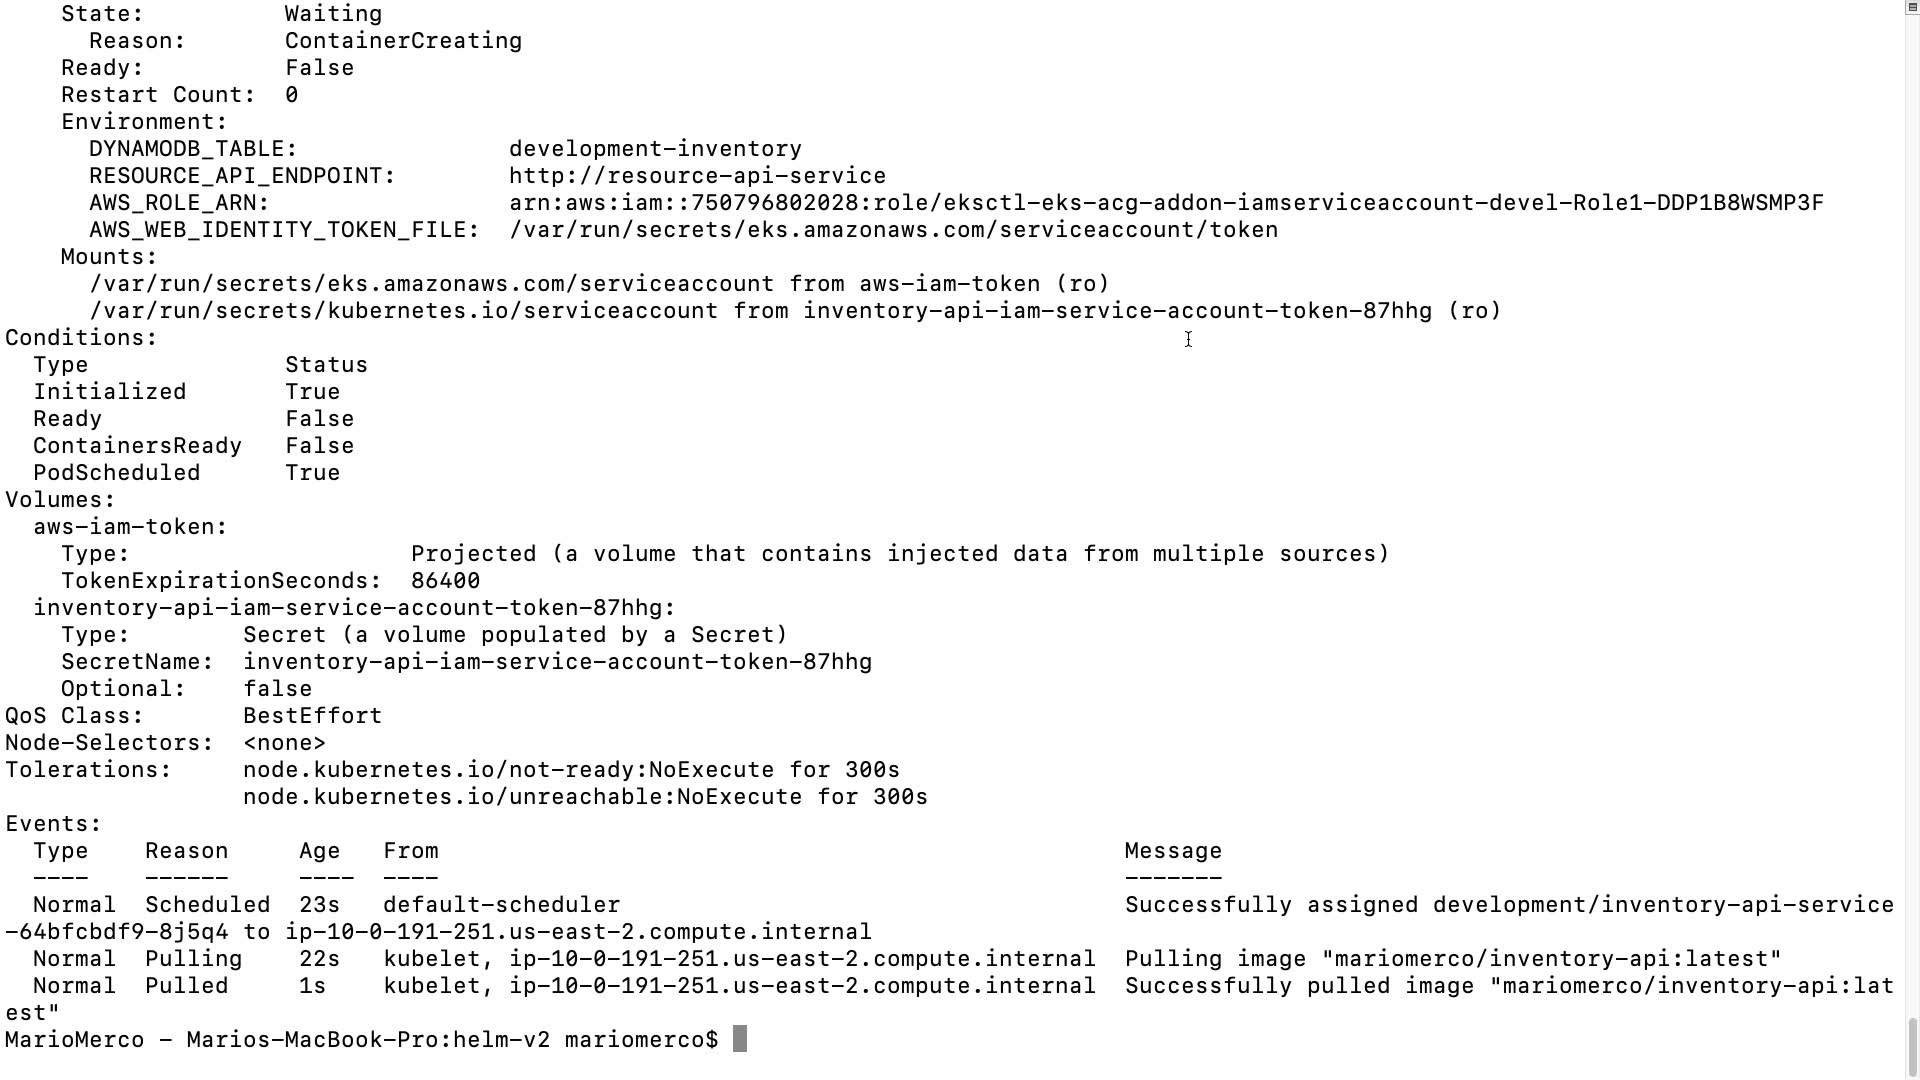 State:          Waiting
      Reason:       ContainerCreating
    Ready:          False
    Restart Count:  0
    Environment:
      DYNAMODB_TABLE:               development-inventory
      RESOURCE_API_ENDPOINT:        http://resource-api-service
      AWS_ROLE_ARN:                 arn:aws:iam::750796802028:role/eksctl-eks-acg-addon-iamserviceaccount-devel-Role1-DDP1B8WSMP3F
      AWS_WEB_IDENTITY_TOKEN_FILE:  /var/run/secrets/eks.amazonaws.com/serviceaccount/token
    Mounts:
      /var/run/secrets/eks.amazonaws.com/serviceaccount from aws-iam-token (ro)
      /var/run/secrets/kubernetes.io/serviceaccount from inventory-api-iam-service-account-token-87hhg (ro)
Conditions:
  Type              Status
  Initialized       True
  Ready             False
  ContainersReady   False
  PodScheduled      True
Volumes:
  aws-iam-token:
    Type:                    Projected (a volume that contains injected data from multiple sources)
    TokenExpirationSeconds:  86400
  inventory-api-iam-service-account-token-87hhg:
    Type:        Secret (a volume populated by a Secret)
    SecretName:  inventory-api-iam-service-account-token-87hhg
    Optional:    false
QoS Class:       BestEffort
Node-Selectors:  <none>
Tolerations:     node.kubernetes.io/not-ready:NoExecute for 300s
                 node.kubernetes.io/unreachable:NoExecute for 300s
Events:
  Type    Reason     Age   From                                                 Message
  ----    ------     ----  ----                                                 -------
  Normal  Scheduled  23s   default-scheduler                                    Successfully assigned development/inventory-api-service
-64bfcbdf9-8j5q4 to ip-10-0-191-251.us-east-2.compute.internal
  Normal  Pulling    22s   kubelet, ip-10-0-191-251.us-east-2.compute.internal  Pulling image "mariomerco/inventory-api:latest"
  Normal  Pulled     1s    kubelet, ip-10-0-191-251.us-east-2.compute.internal  Successfully pulled image "mariomerco/inventory-api:lat
est"
MarioMerco - Marios-MacBook-Pro:helm-v2 mariomerco$